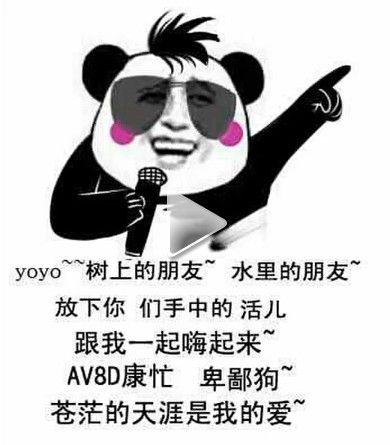 yoyo~~树上的朋友~ 水里的朋友~
放下你 们手中的 活儿
跟我一起嗨起来~
AV8D康忙 卑鄙狗~
苍茫的天涯是我的爱~